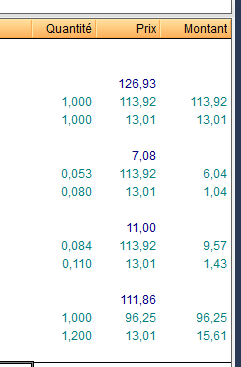 Quantité Prix Montant
126,93
1,000 113,92 113,92
1,000 13,01 13,01
7,08
0,053 113,92 6,04
0,080 13,01 1,04
11,00
0,084 113,92 9,57
0,110 13,01 1,43
111,86
1,000 96,25 96,25
1,200 13,01 15,61